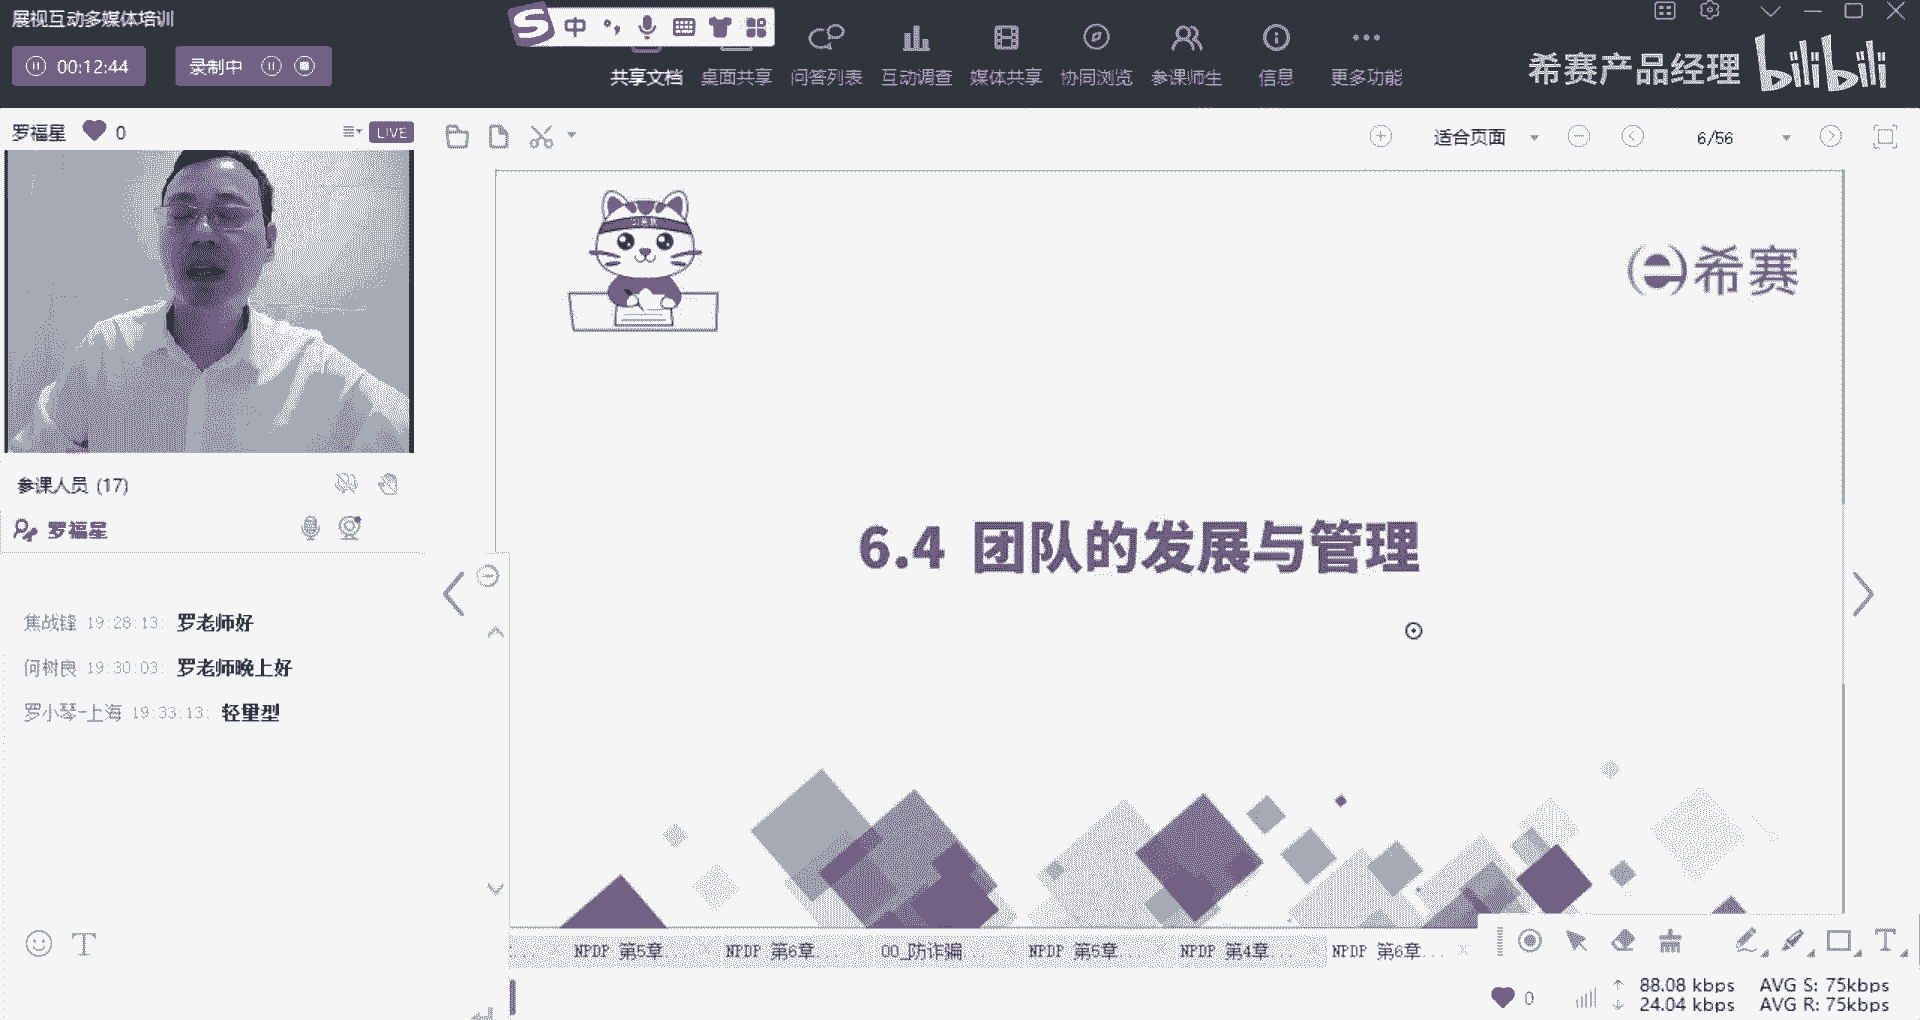 展视互动多媒体培训
00:12:44
录制中
中
共享文档
桌面共享
问答列表
互动调查
媒体共享
协同浏览
参课师生
信息
更多功能
希赛产品经理
bilibili
罗福星 0
LIVE
适合页面
6/56
希赛
参课人员 (17)
罗福星
6.4 团队的发展与管理
焦战锋 19:28:13: 罗老师好
何树良 19:30:03: 罗老师晚上好
罗小琴-上海 19:33:13: 轻量型
... NPDP 第5章... NPDP 第6章... 00_防诈骗... NPDP 第5章... NPDP 第4章... NPDP 第6章...
0
88.08 kbps AVG S: 75kbps
24.04 kbps AVG R: 75kbps